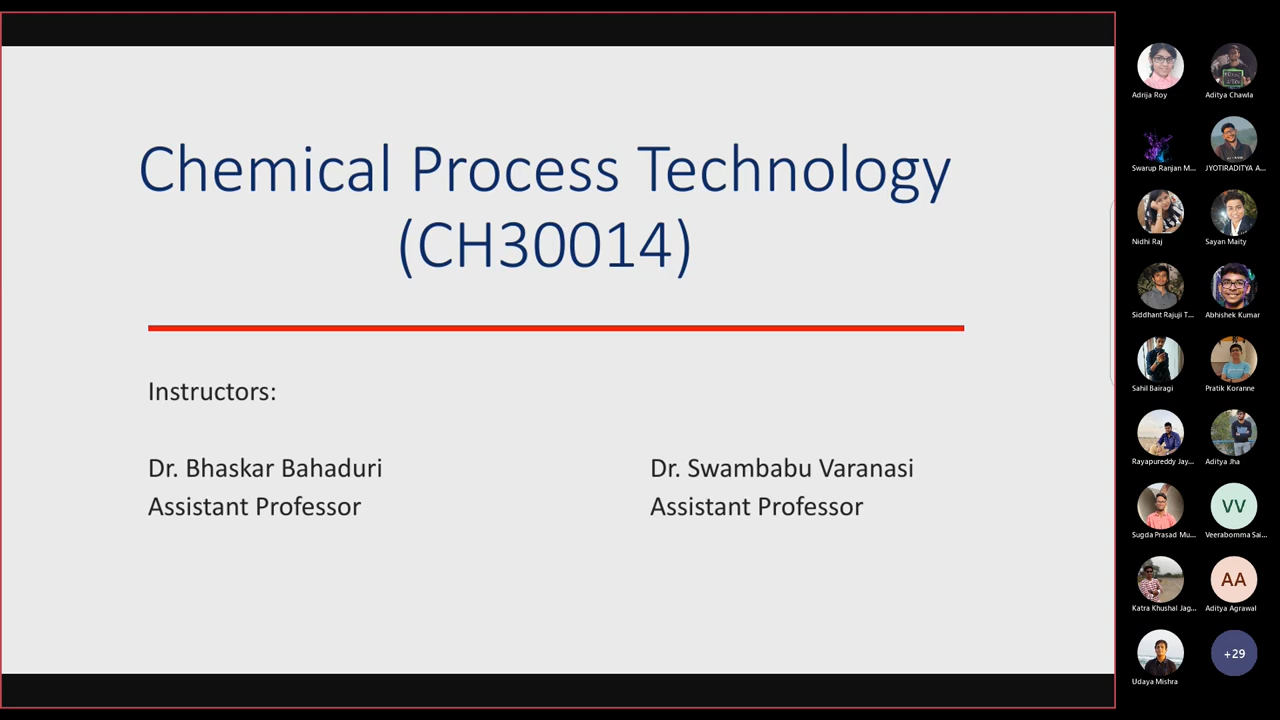 Chemical Process Technology
(CH30014)
Instructors:
Dr. Bhaskar Bahaduri
Assistant Professor
Dr. Swambabu Varanasi
Assistant Professor
Adrija Roy
Aditya Chawla
Swarup Ranjan M...
JYOTIRADITYA A...
Nidhi Raj
Sayan Maity
Siddhant Rajuji T...
Abhishek Kumar
Sahil Bairagi
Pratik Koranne
Rayapureddy Jay...
Aditya Jha
Sugda Prasad Mu...
VV
Veerabomma Sai...
Katra Khushal Jag...
AA
Aditya Agrawal
Udaya Mishra
+29